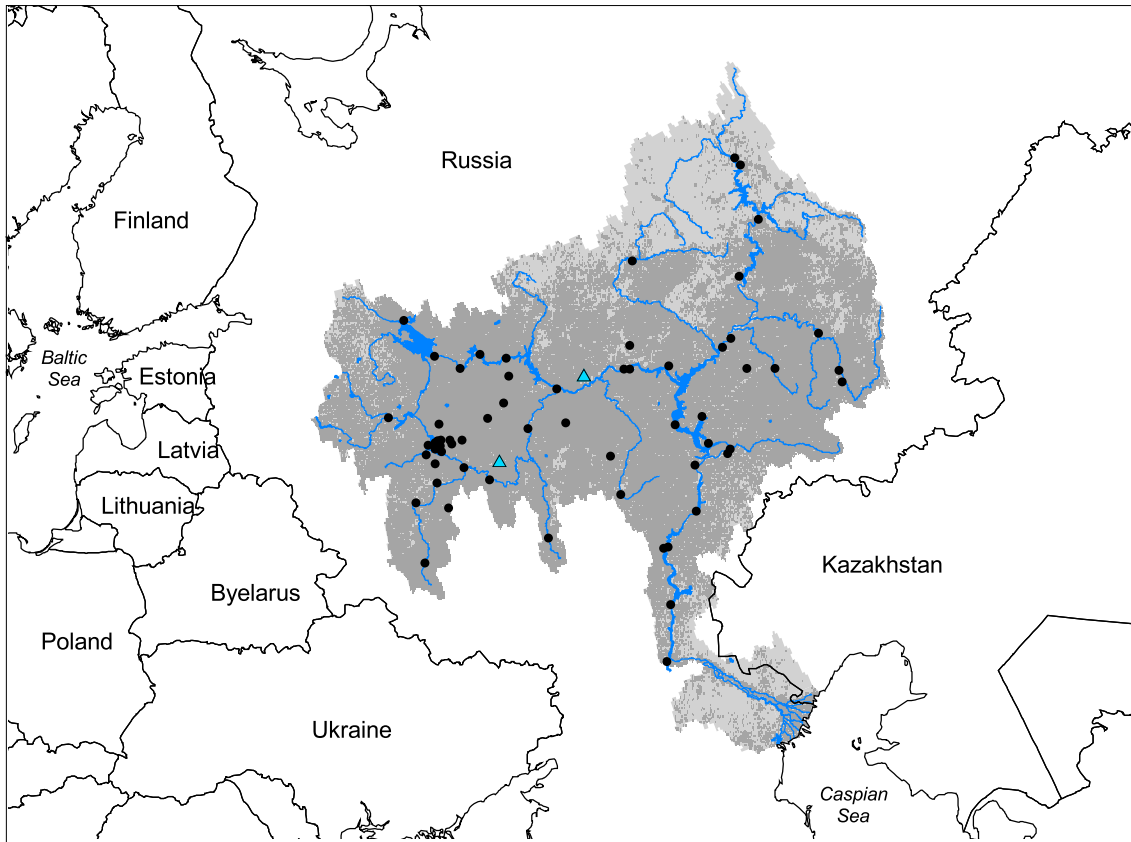 Russia
Finland
Baltic
Sea
Estonia
Latvia
Lithuania
Kazakhstan
Byelarus
Poland
Ukraine
Caspian
Sea